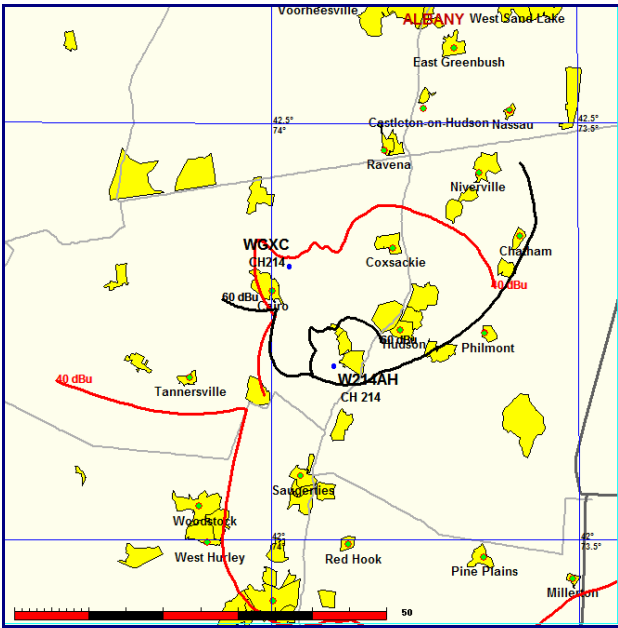 Voorheesville
ALBANY
West Sand Lake
East Greenbush
Castleton-on-Hudson
Nassau
42.5°
74°
42.5°
73.5°
Ravena
Niverville
WGXC
CH214
Coxsackie
Chatham
40 dBu
60 dBu
Cairo
60 dBu
Hudson
Philmont
W214AH
CH 214
40 dBu
Tannersville
Saugerties
Woodstock
West Hurley
Red Hook
Pine Plains
Millerton
42°
73.5°
50